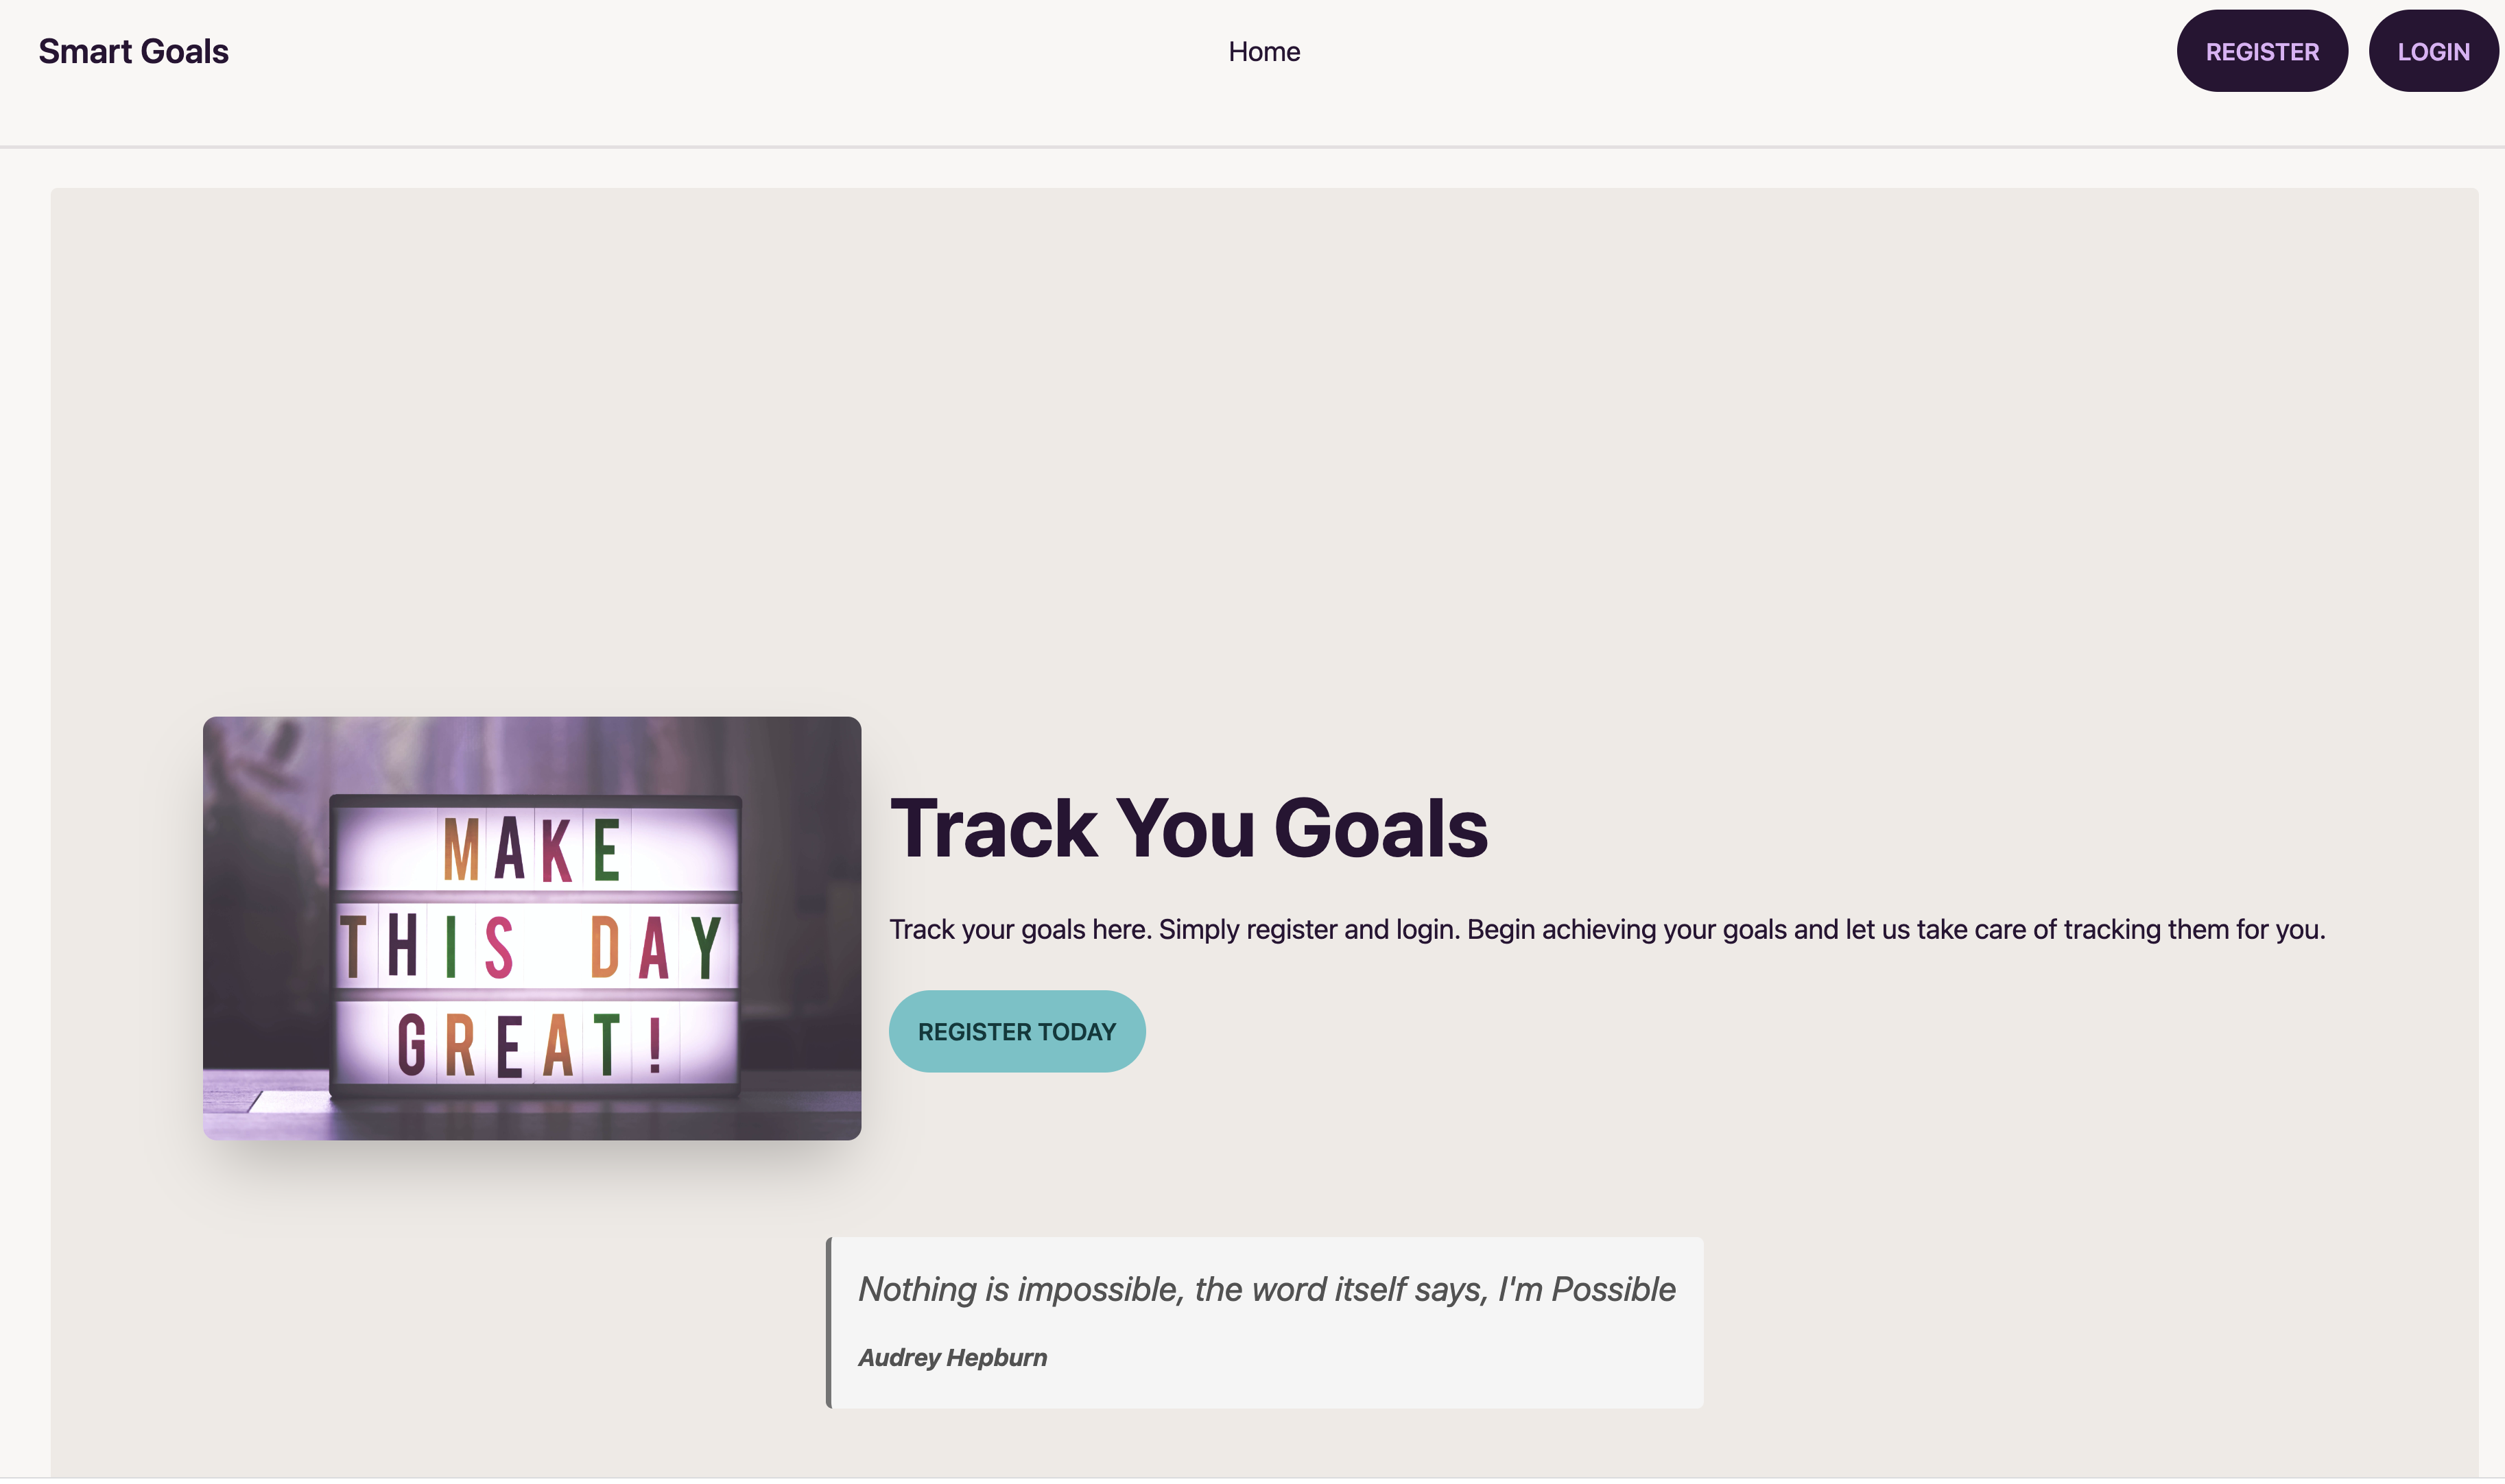 Smart Goals
Home
REGISTER
LOGIN
MAKE
THIS DAY
GREAT!
Track You Goals
Track your goals here. Simply register and login. Begin achieving your goals and let us take care of tracking them for you.
REGISTER TODAY
Nothing is impossible, the word itself says, I'm Possible
Audrey Hepburn